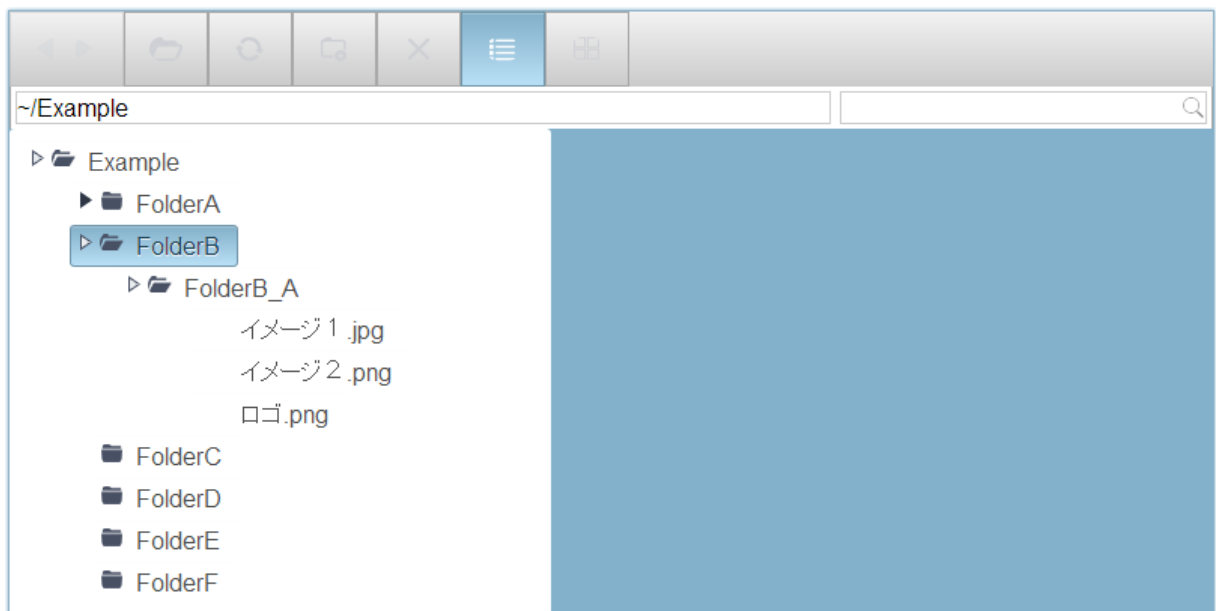 ~/Example
Example
FolderA
FolderB
FolderB_A
イメージ１.jpg
イメージ２.png
ロゴ.png
FolderC
FolderD
FolderE
FolderF